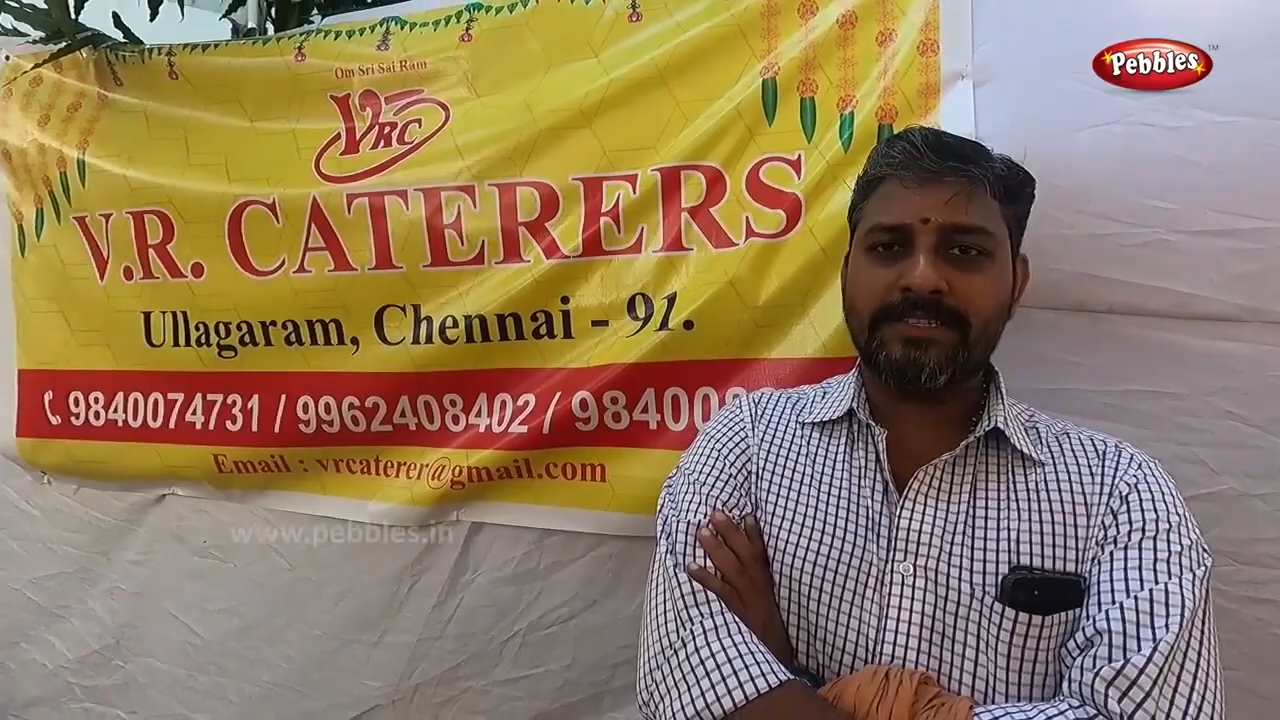 Om Sri Sai Ram
VRC
V.R. CATERERS
Ullagaram, Chennai - 91.
9840074731 / 9962408402 / 98400
Email : vrcaterer@gmail.com
www.pebbles.in
Pebbles TM